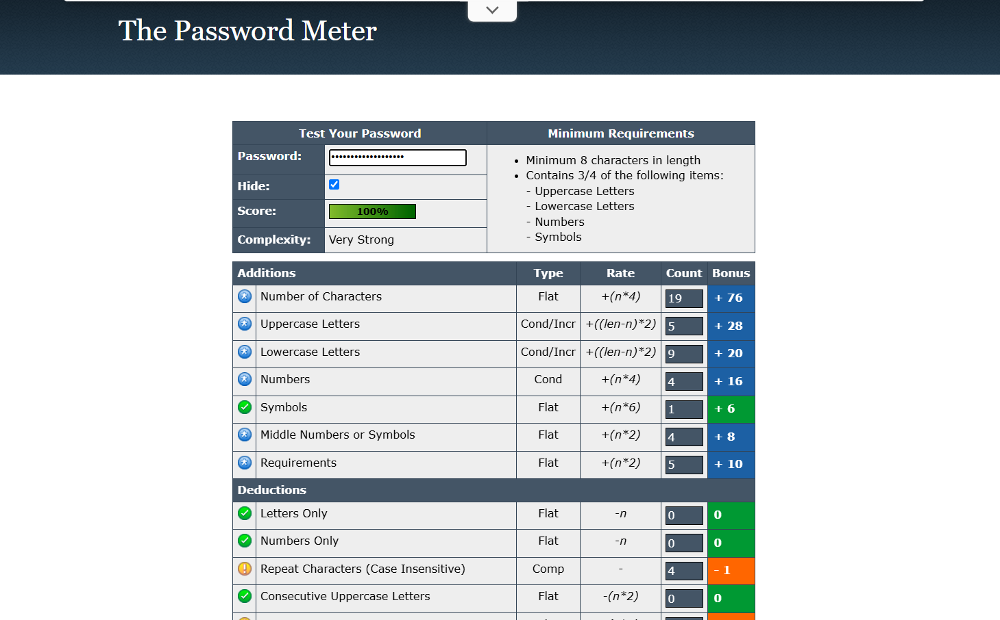 The Password Meter
Test Your Password
Minimum Requirements
Password:
•••••••••••••••••••
Hide:
Score:
100%
Complexity:
Very Strong
• Minimum 8 characters in length
• Contains 3/4 of the following items:
- Uppercase Letters
- Lowercase Letters
- Numbers
- Symbols
Additions Type Rate Count Bonus
Number of Characters Flat +(n*4) 19 + 76
Uppercase Letters Cond/Incr +((len-n)*2) 5 + 28
Lowercase Letters Cond/Incr +((len-n)*2) 9 + 20
Numbers Cond +(n*4) 4 + 16
Symbols Flat +(n*6) 1 + 6
Middle Numbers or Symbols Flat +(n*2) 4 + 8
Requirements Flat +(n*2) 5 + 10
Deductions
Letters Only Flat -n 0 0
Numbers Only Flat -n 0 0
Repeat Characters (Case Insensitive) Comp - 4 - 1
Consecutive Uppercase Letters Flat -(n*2) 0 0